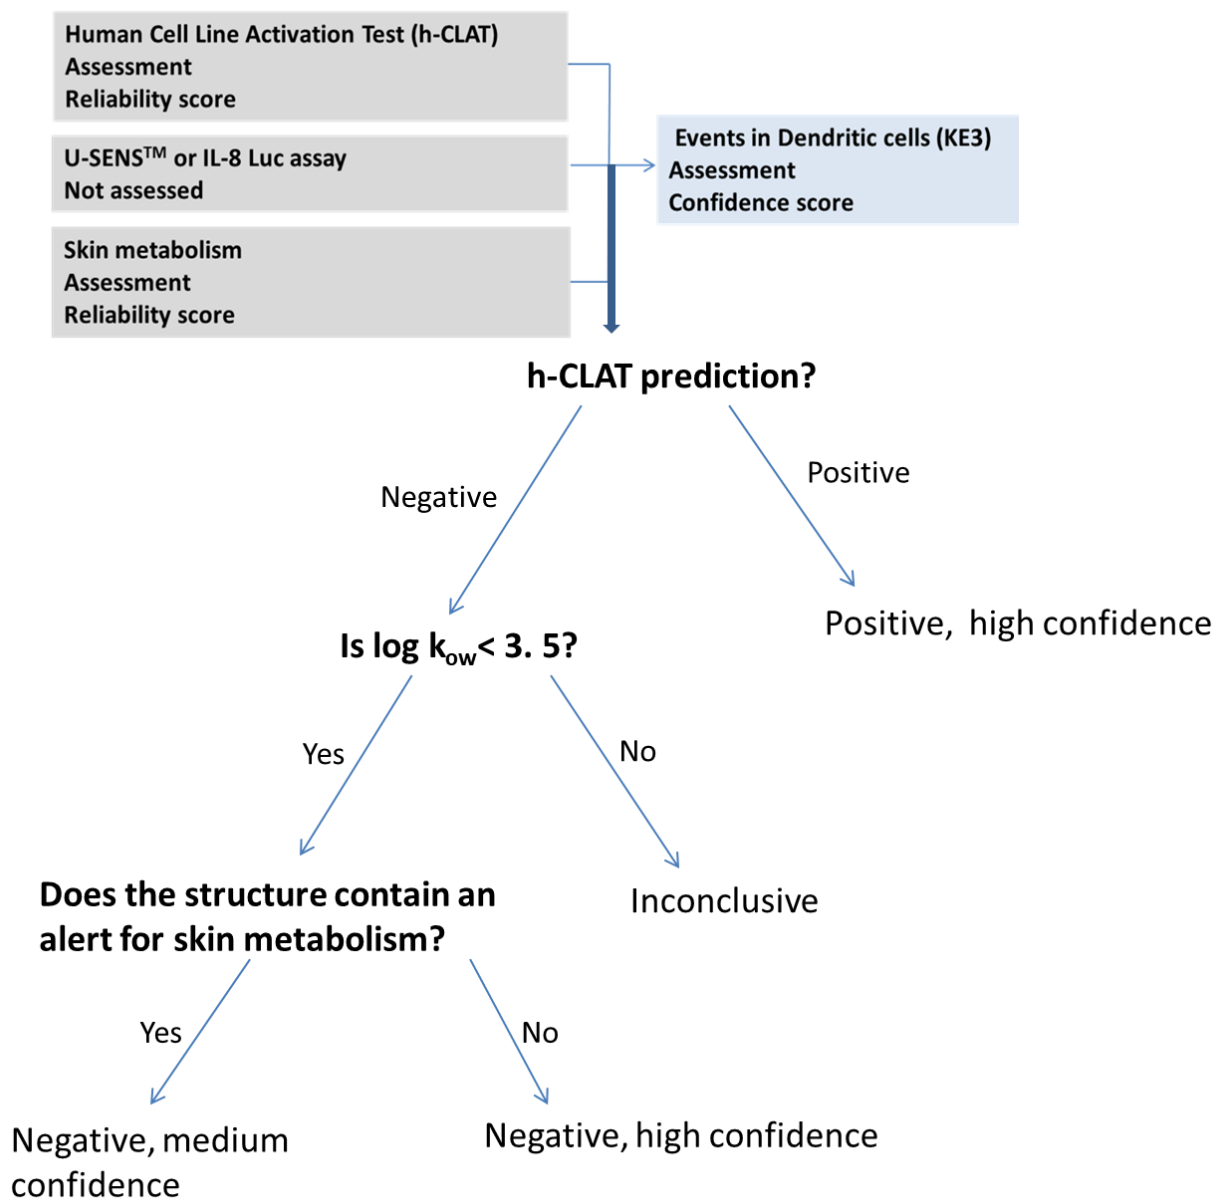 Human Cell Line Activation Test (h-CLAT)
Assessment
Reliability score
U-SENS™ or IL-8 Luc assay
Not assessed
Skin metabolism
Assessment
Reliability score
Events in Dendritic cells (KE3)
Assessment
Confidence score
h-CLAT prediction?
Negative
Positive
Positive, high confidence
Is log kow< 3. 5?
Yes
No
Does the structure contain an
alert for skin metabolism?
Inconclusive
Yes
No
Negative, medium
confidence
Negative, high confidence